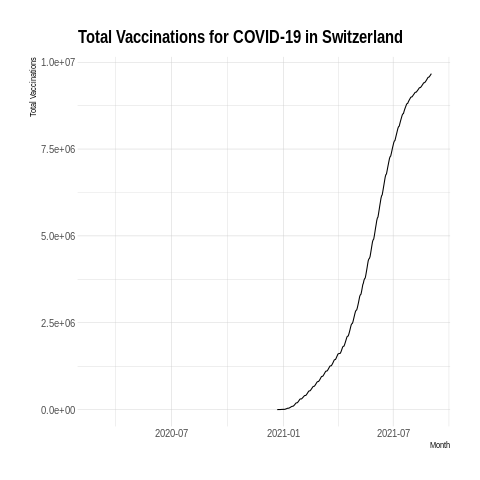 Total Vaccinations for COVID-19 in Switzerland
Total Vaccinations
1.0e+07
7.5e+06
5.0e+06
2.5e+06
0.0e+00
2020-07 2021-01 2021-07
Month